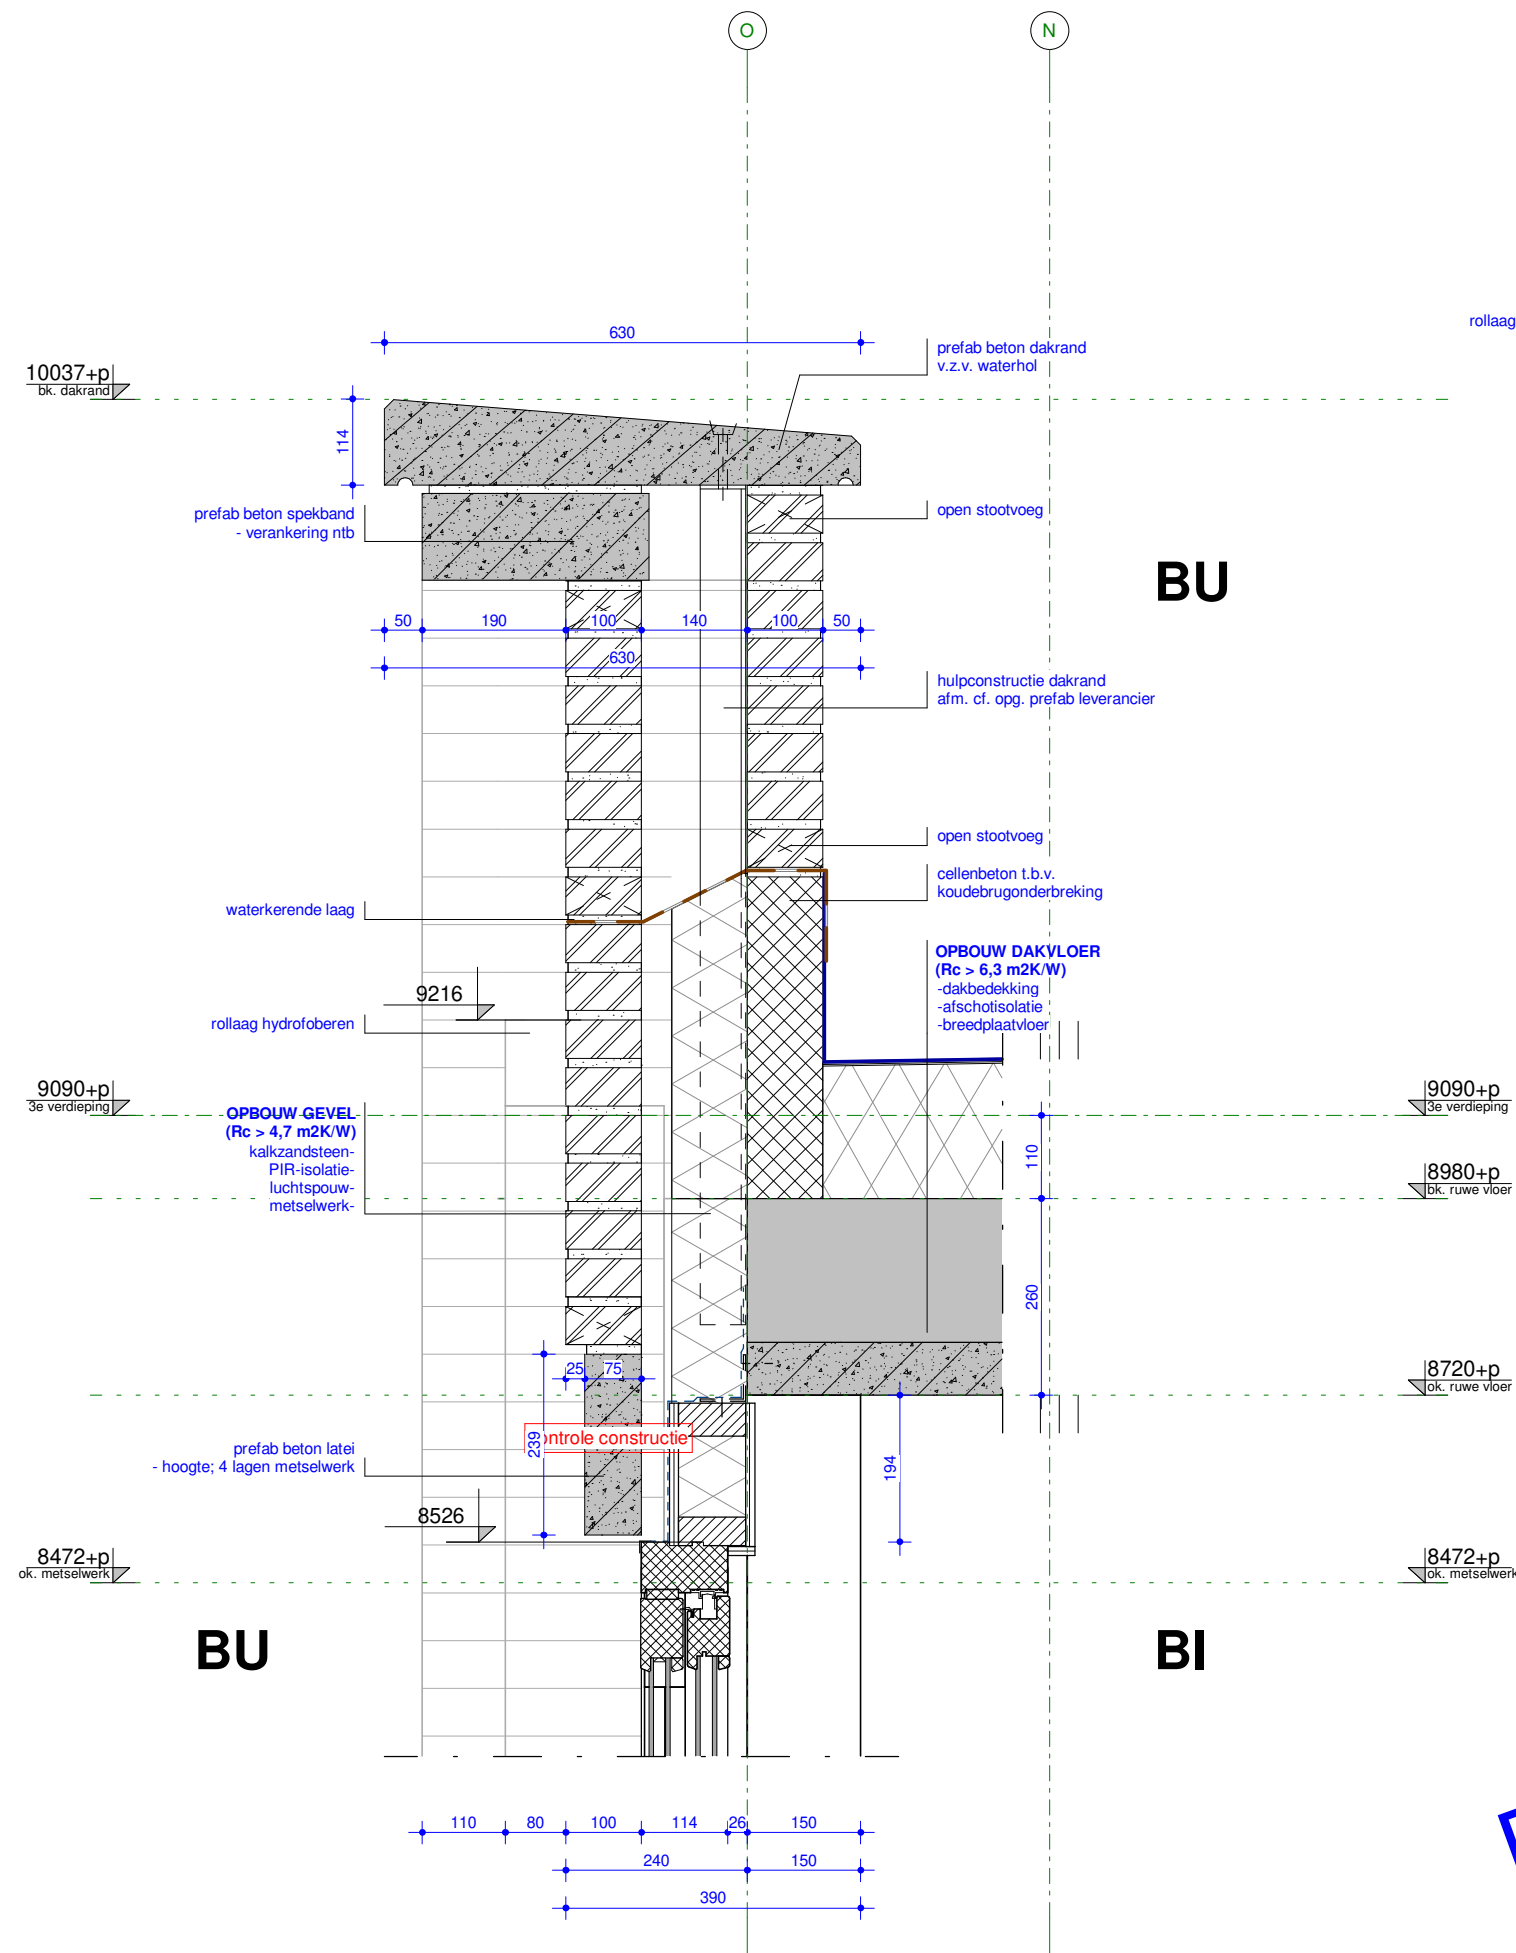 O
N
630
rollaag
prefab beton dakrand
v.z.v. waterhol
10037+p
bk. dakrand
114
prefab beton spekband
- verankering ntb
open stootvoeg
BU
50
190
100
140
100
50
630
hulpconstructie dakrand
afm. cf. opg. prefab leverancier
open stootvoeg
cellenbeton t.b.v.
koudebrugonderbreking
waterkerende laag
OPBOUW DAKVLOER
(Rc > 6,3 m2K/W)
-dakbedekking
-afschotisolatie
-breedplaatvloer
9216
rollaag hydrofoberen
9090+p
3e verdieping
9090+p
3e verdieping
OPBOUW GEVEL
(Rc > 4,7 m2K/W)
kalkzandsteen-
PIR-isolatie-
luchtspouw-
metselwerk-
110
8980+p
bk. ruwe vloer
260
25
75
8720+p
ok. ruwe vloer
239
ontrole constructie
prefab beton latei
- hoogte; 4 lagen metselwerk
194
8526
8472+p
ok. metselwerk
8472+p
ok. metselwerk
BU
BI
110
80
100
114
26
150
240
150
390